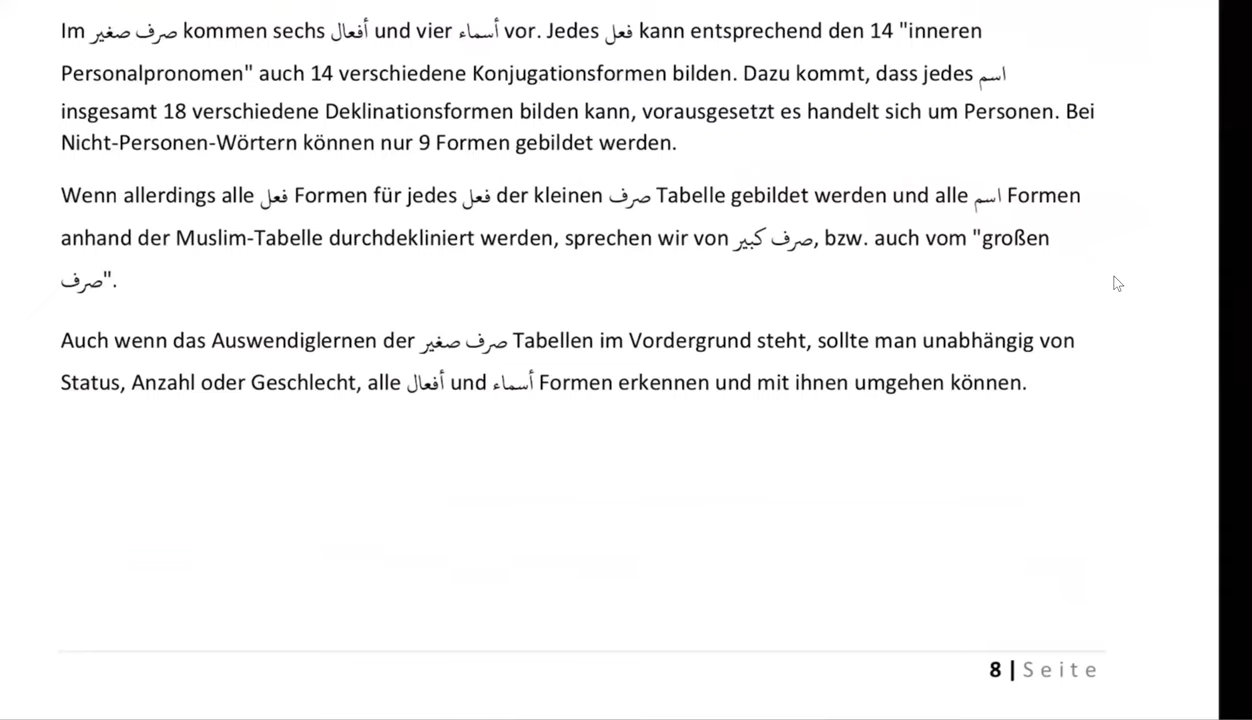 Im صرف صغير kommen sechs أفعال und vier أسماء vor. Jedes فعل kann entsprechend den 14 "inneren
Personalpronomen" auch 14 verschiedene Konjugationsformen bilden. Dazu kommt, dass jedes اسم
insgesamt 18 verschiedene Deklinationsformen bilden kann, vorausgesetzt es handelt sich um Personen. Bei
Nicht-Personen-Wörtern können nur 9 Formen gebildet werden.
Wenn allerdings alle فعل Formen für jedes فعل der kleinen صرف Tabelle gebildet werden und alle اسم Formen
anhand der Muslim-Tabelle durchdekliniert werden, sprechen wir von صرف كبير, bzw. auch vom "großen
صرف".
Auch wenn das Auswendiglernen der صرف صغير Tabellen im Vordergrund steht, sollte man unabhängig von
Status, Anzahl oder Geschlecht, alle أفعال und أسماء Formen erkennen und mit ihnen umgehen können.
8 | Seite